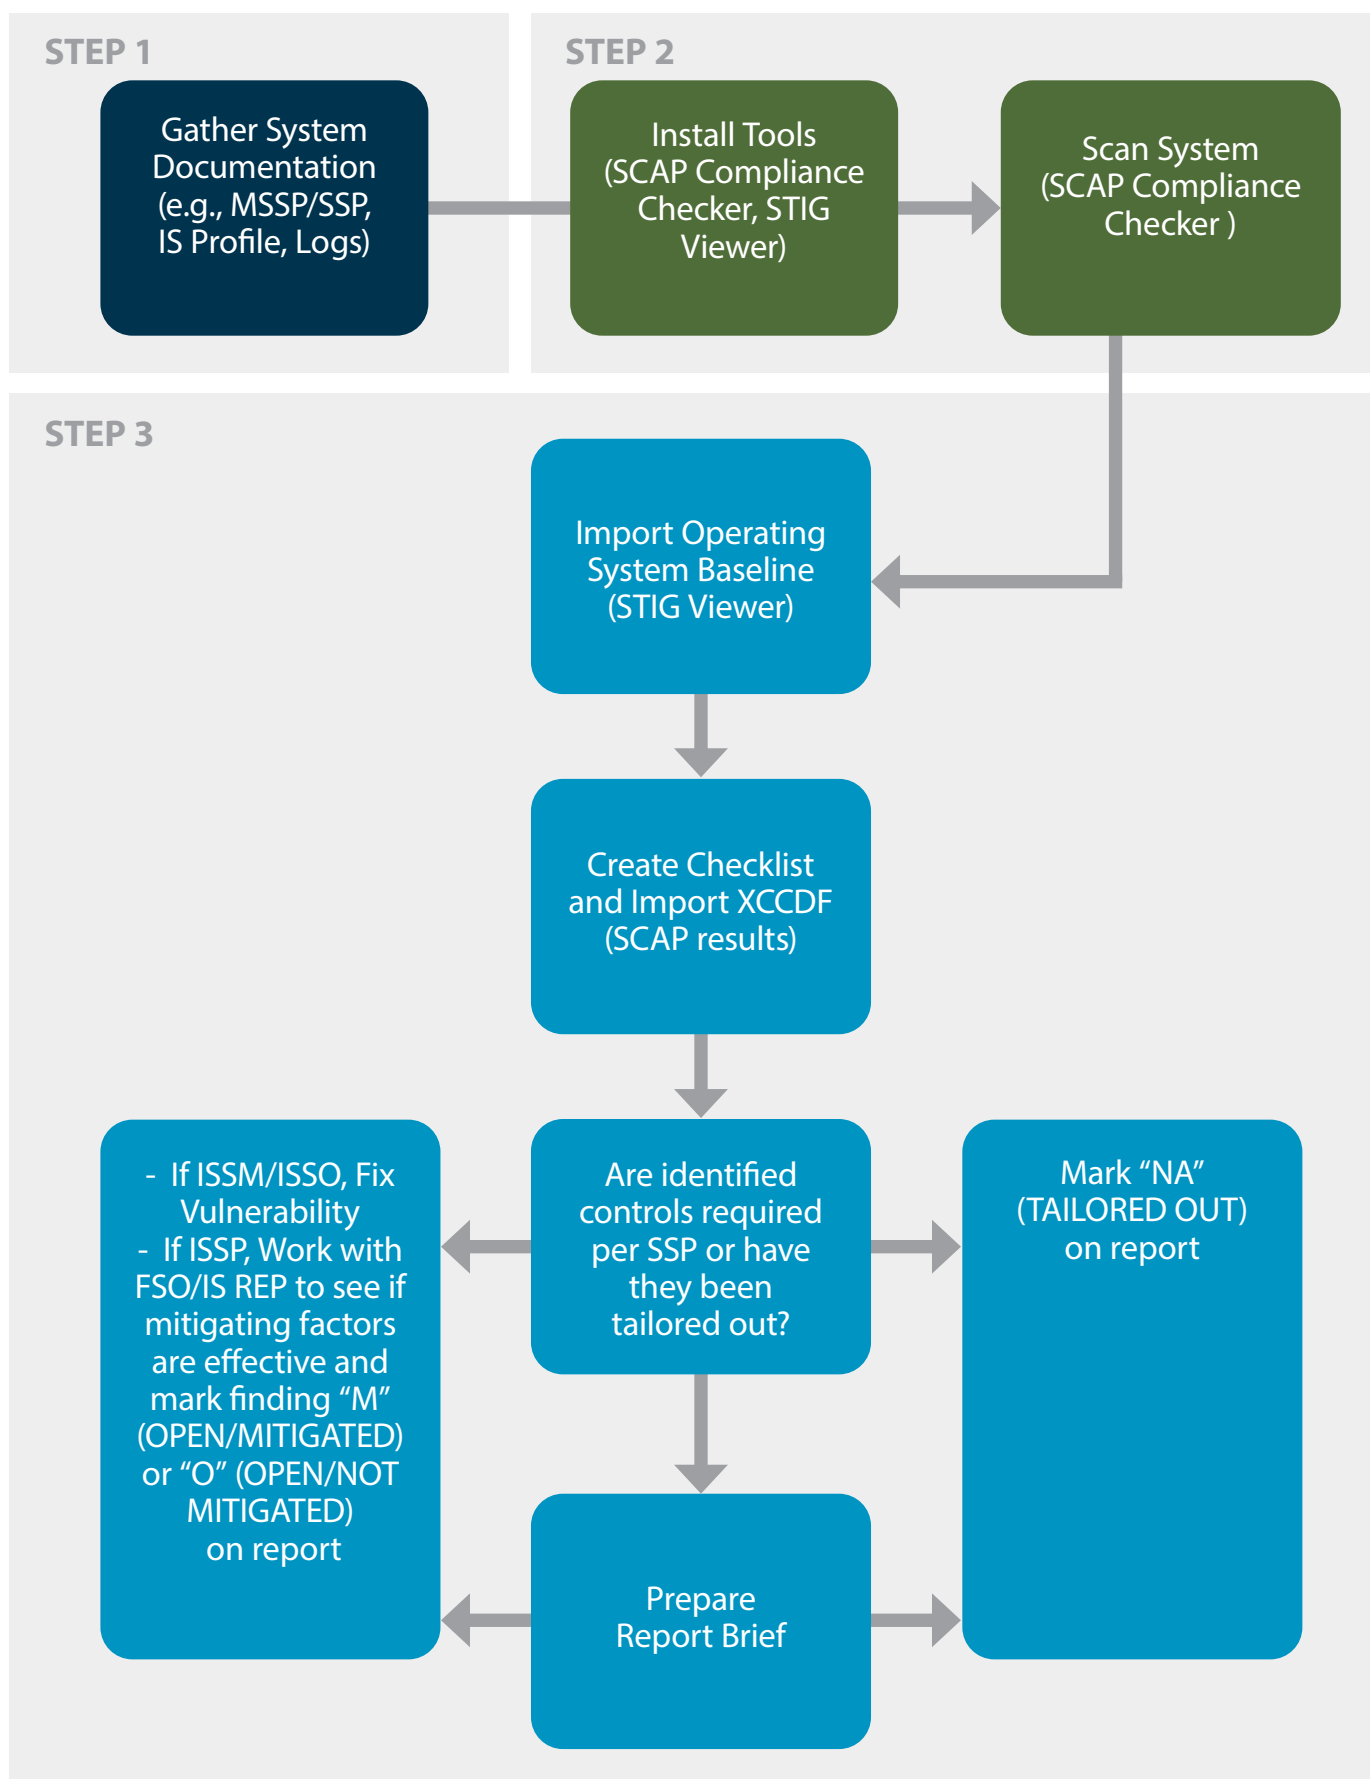 STEP 1
Gather System
Documentation
(e.g., MSSP/SSP,
IS Profile, Logs)
STEP 2
Install Tools
(SCAP Compliance
Checker, STIG
Viewer)
Scan System
(SCAP Compliance
Checker )
STEP 3
Import Operating
System Baseline
(STIG Viewer)
Create Checklist
and Import XCCDF
(SCAP results)
- If ISSM/ISSO, Fix
Vulnerability
- If ISSP, Work with
FSO/IS REP to see if
mitigating factors
are effective and
mark finding “M”
(OPEN/MITIGATED)
or “O” (OPEN/NOT
MITIGATED)
on report
Are identified
controls required
per SSP or have
they been
tailored out?
Mark “NA”
(TAILORED OUT)
on report
Prepare
Report Brief